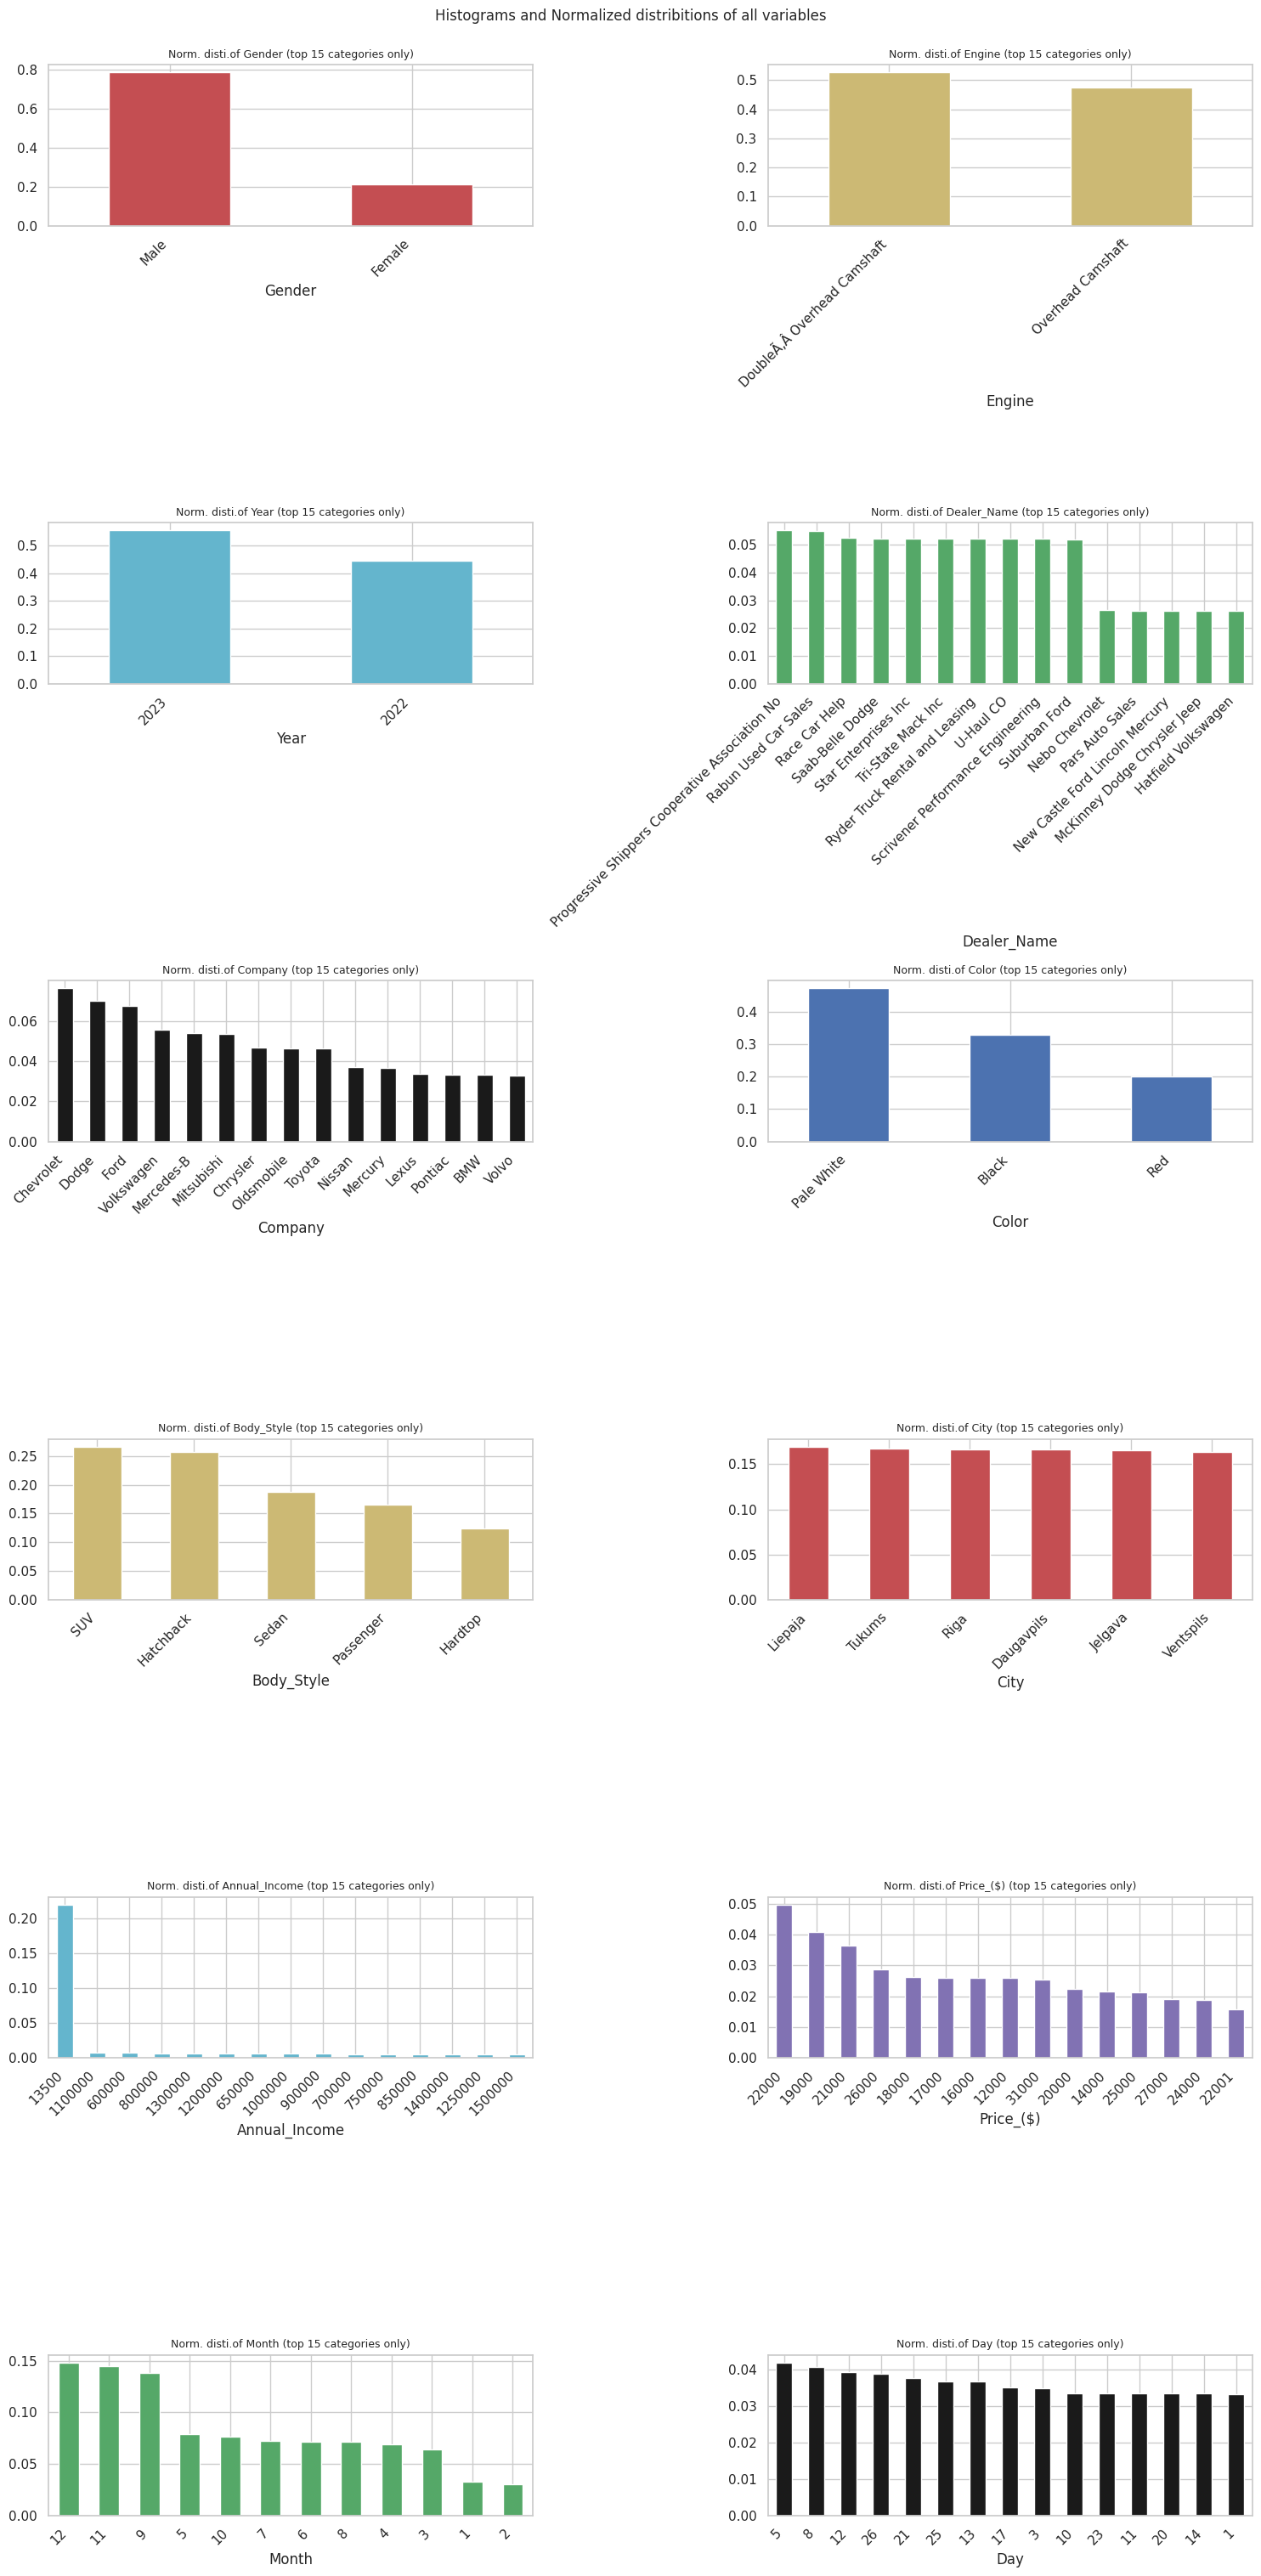 Histograms and Normalized distribitions of all variables
Norm. disti.of Gender (top 15 categories only)
0.8
0.6
0.4
0.2
0.0
Male
Female
Gender
Norm. disti.of Engine (top 15 categories only)
0.5
0.4
0.3
0.2
0.1
0.0
DoubleÃ‚Â Overhead Camshaft
Overhead Camshaft
Engine
Norm. disti.of Year (top 15 categories only)
0.5
0.4
0.3
0.2
0.1
0.0
2023
2022
Year
Norm. disti.of Dealer_Name (top 15 categories only)
0.05
0.04
0.03
0.02
0.01
0.00
Progressive Shippers Cooperative Association No
Rabun Used Car Sales
Race Car Help
Saab-Belle Dodge
Star Enterprises Inc
Tri-State Mack Inc
Ryder Truck Rental and Leasing
U-Haul CO
Scrivener Performance Engineering
Suburban Ford
Nebo Chevrolet
Pars Auto Sales
New Castle Ford Lincoln Mercury
McKinney Dodge Chrysler Jeep
Hatfield Volkswagen
Dealer_Name
Norm. disti.of Company (top 15 categories only)
0.06
0.04
0.02
0.00
Chevrolet
Dodge
Ford
Volkswagen
Mercedes-B
Mitsubishi
Chrysler
Oldsmobile
Toyota
Nissan
Mercury
Lexus
Pontiac
BMW
Volvo
Company
Norm. disti.of Color (top 15 categories only)
0.4
0.3
0.2
0.1
0.0
Pale White
Black
Red
Color
Norm. disti.of Body_Style (top 15 categories only)
0.25
0.20
0.15
0.10
0.05
0.00
SUV
Hatchback
Sedan
Passenger
Hardtop
Body_Style
Norm. disti.of City (top 15 categories only)
0.15
0.10
0.05
0.00
Liepaja
Tukums
Riga
Daugavpils
Jelgava
Ventspils
City
Norm. disti.of Annual_Income (top 15 categories only)
0.20
0.15
0.10
0.05
0.00
13500
1100000
600000
800000
1300000
1200000
650000
1000000
900000
700000
750000
850000
1400000
1250000
1500000
Annual_Income
Norm. disti.of Price_($) (top 15 categories only)
0.05
0.04
0.03
0.02
0.01
0.00
22000
19000
21000
26000
18000
17000
16000
12000
31000
20000
14000
25000
27000
24000
22001
Price_($)
Norm. disti.of Month (top 15 categories only)
0.15
0.10
0.05
0.00
12
11
9
5
10
7
6
8
4
3
1
2
Month
Norm. disti.of Day (top 15 categories only)
0.04
0.03
0.02
0.01
0.00
5
8
12
26
21
25
13
17
3
10
23
11
20
14
1
Day